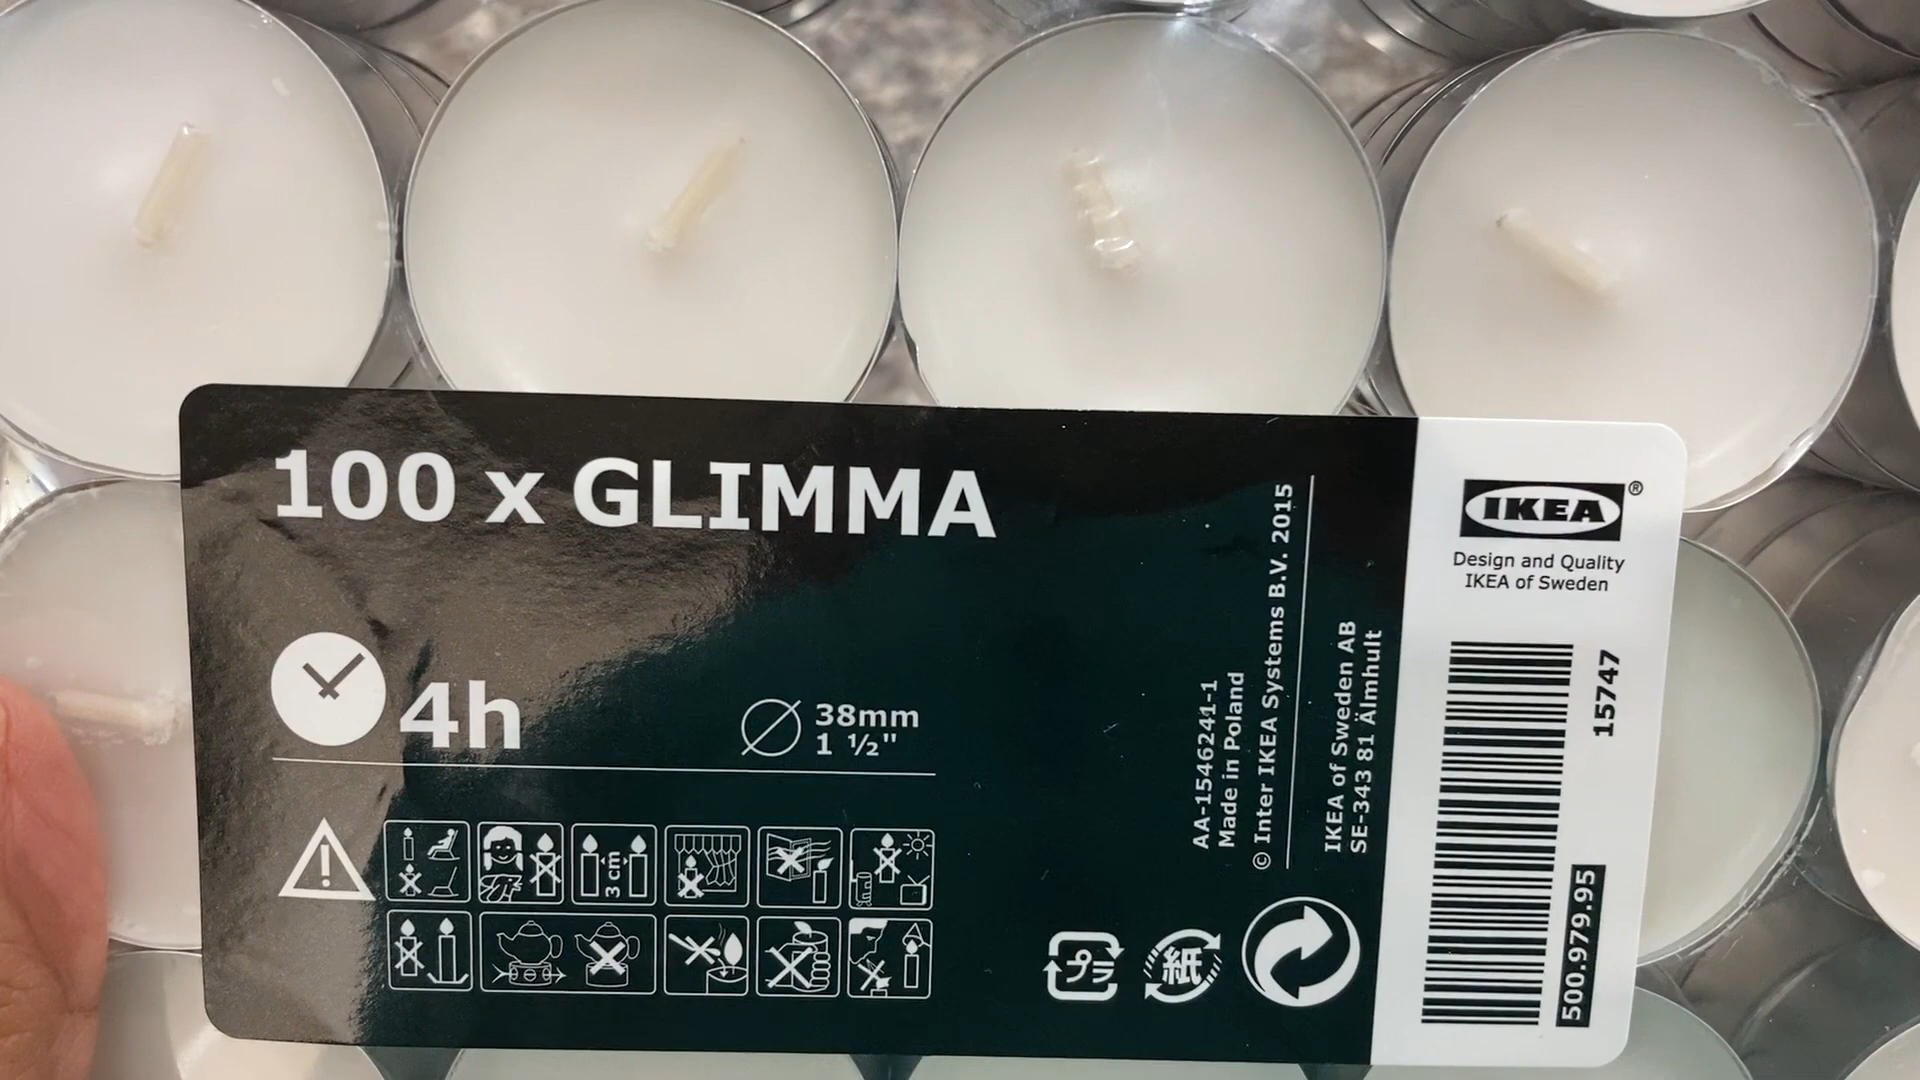 100 x GLIMMA
4h
38mm
1 ½"
3 cm
AA-1546241-1
Made in Poland
© Inter IKEA Systems B.V. 2015
IKEA of Sweden AB
SE-343 81 Älmhult
プラ
紙
IKEA®
Design and Quality
IKEA of Sweden
15747
500.979.95